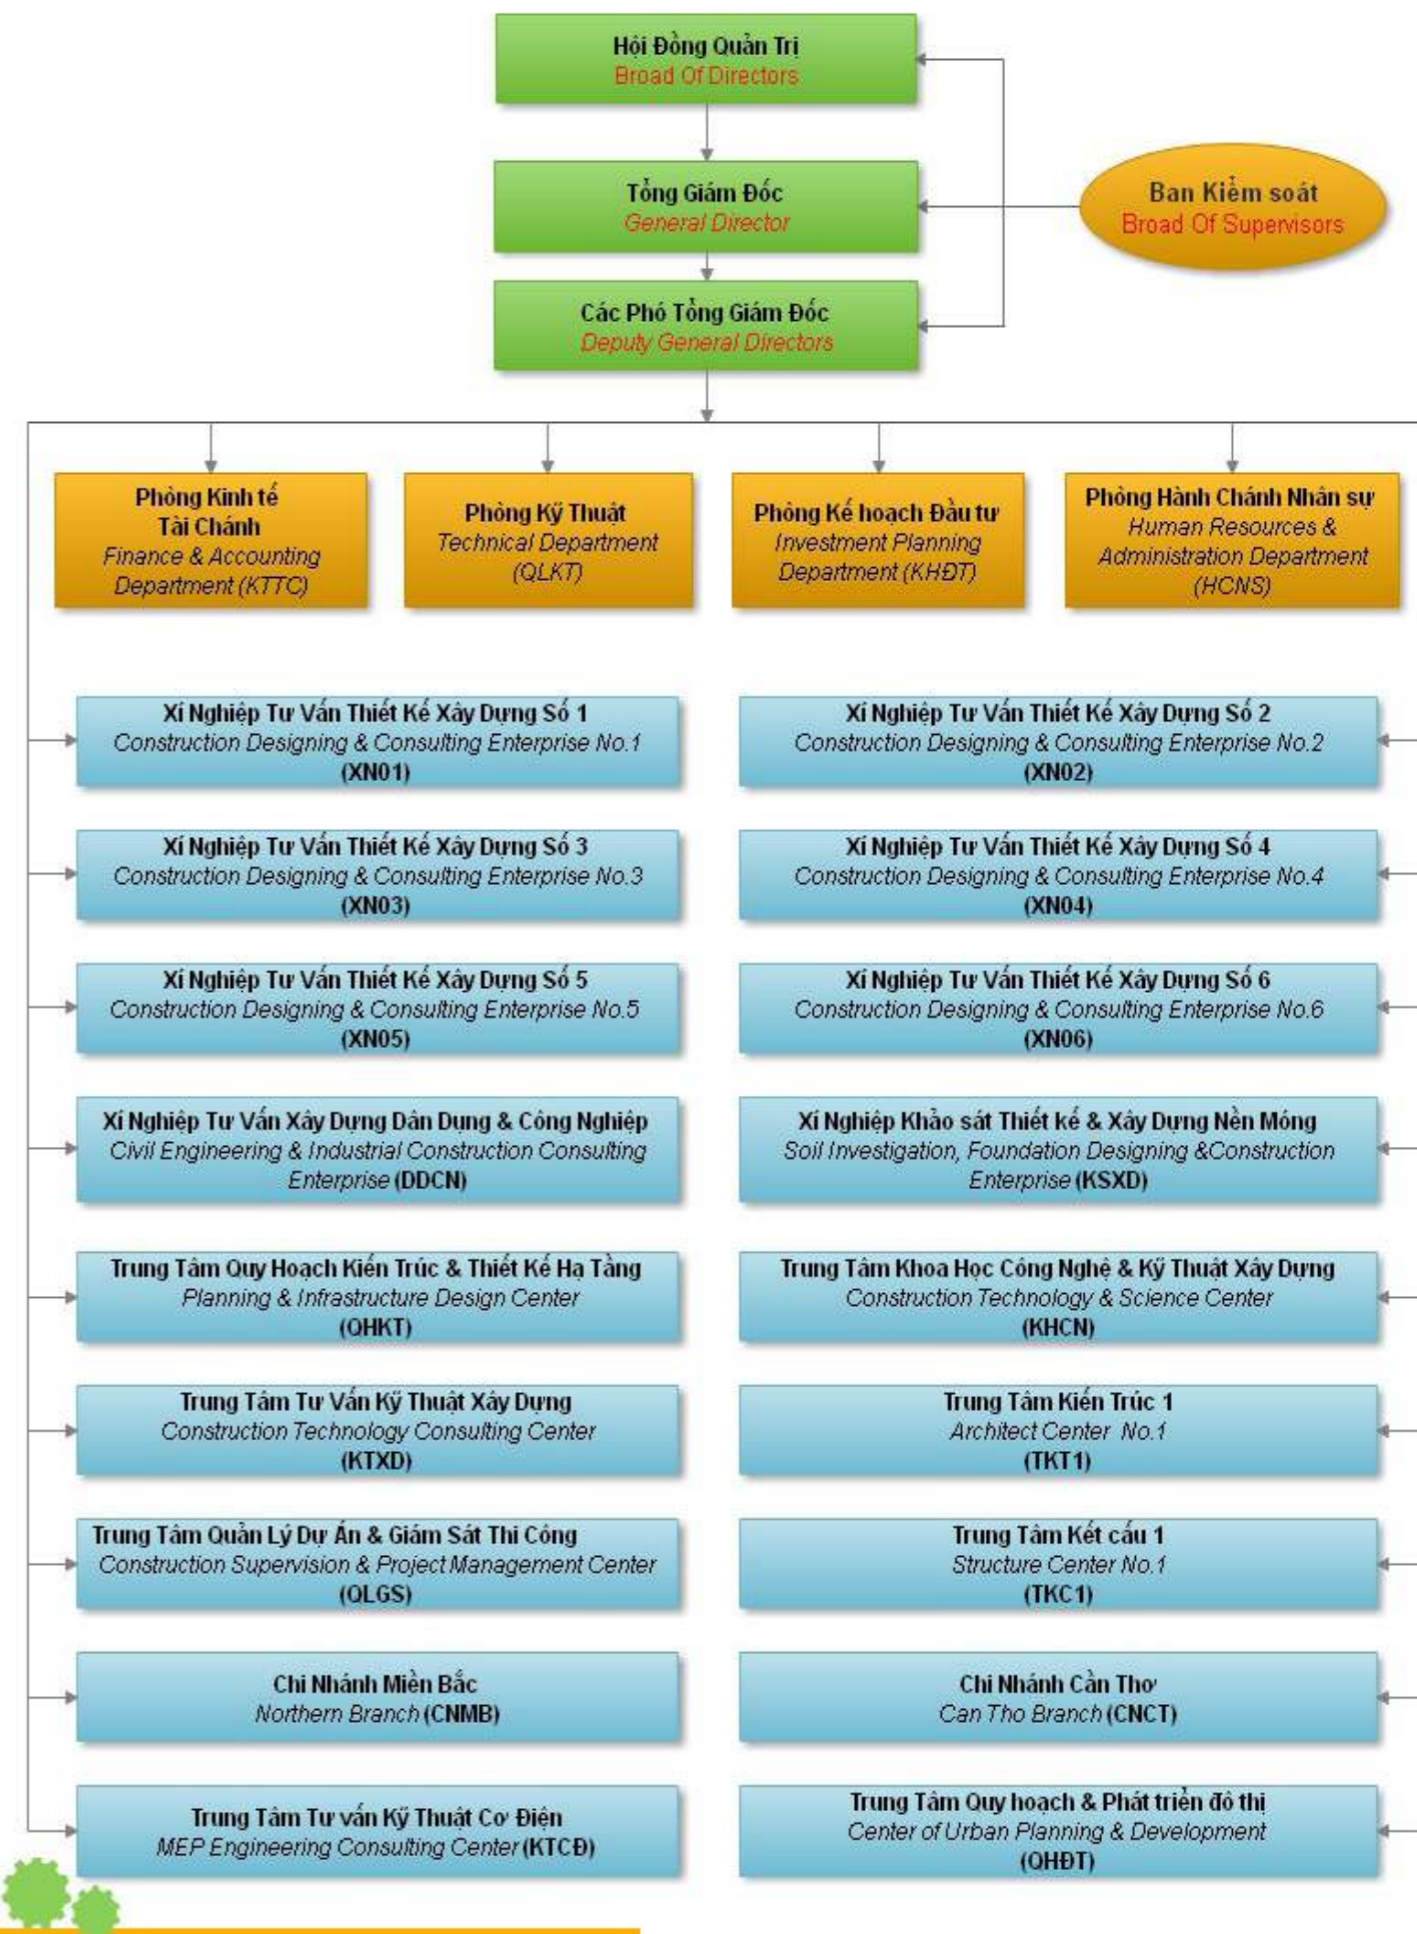 Hội Đồng Quản Trị
Broad Of Directors
Tổng Giám Đốc
General Director
Ban Kiểm soát
Broad Of Supervisors
Các Phó Tổng Giám Đốc
Deputy General Directors
Phòng Kinh tế
Tài Chánh
Finance & Accounting
Department (KTTC)
Phòng Kỹ Thuật
Technical Department
(QLKT)
Phòng Kế hoạch Đầu tư
Investment Planning
Department (KHĐT)
Phòng Hành Chánh Nhân sự
Human Resources &
Administration Department
(HCNS)
Xí Nghiệp Tư Vấn Thiết Kế Xây Dựng Số 1
Construction Designing & Consulting Enterprise No.1
(XN01)
Xí Nghiệp Tư Vấn Thiết Kế Xây Dựng Số 2
Construction Designing & Consulting Enterprise No.2
(XN02)
Xí Nghiệp Tư Vấn Thiết Kế Xây Dựng Số 3
Construction Designing & Consulting Enterprise No.3
(XN03)
Xí Nghiệp Tư Vấn Thiết Kế Xây Dựng Số 4
Construction Designing & Consulting Enterprise No.4
(XN04)
Xí Nghiệp Tư Vấn Thiết Kế Xây Dựng Số 5
Construction Designing & Consulting Enterprise No.5
(XN05)
Xí Nghiệp Tư Vấn Thiết Kế Xây Dựng Số 6
Construction Designing & Consulting Enterprise No.6
(XN06)
Xí Nghiệp Tư Vấn Xây Dựng Dân Dụng & Công Nghiệp
Civil Engineering & Industrial Construction Consulting
Enterprise (DDCN)
Xí Nghiệp Khảo sát Thiết kế & Xây Dựng Nền Móng
Soil Investigation, Foundation Designing &Construction
Enterprise (KSXD)
Trung Tâm Quy Hoạch Kiến Trúc & Thiết Kế Hạ Tầng
Planning & Infrastructure Design Center
(QHKT)
Trung Tâm Khoa Học Công Nghệ & Kỹ Thuật Xây Dựng
Construction Technology & Science Center
(KHCN)
Trung Tâm Tư Vấn Kỹ Thuật Xây Dựng
Construction Technology Consulting Center
(KTXD)
Trung Tâm Kiến Trúc 1
Architect Center No.1
(TKT1)
Trung Tâm Quản Lý Dự Án & Giám Sát Thi Công
Construction Supervision & Project Management Center
(QLGS)
Trung Tâm Kết cấu 1
Structure Center No.1
(TKC1)
Chi Nhánh Miền Bắc
Northern Branch (CNMB)
Chi Nhánh Cần Thơ
Can Tho Branch (CNCT)
Trung Tâm Tư vấn Kỹ Thuật Cơ Điện
MEP Engineering Consulting Center (KTCĐ)
Trung Tâm Quy hoạch & Phát triển đô thị
Center of Urban Planning & Development
(QHĐT)